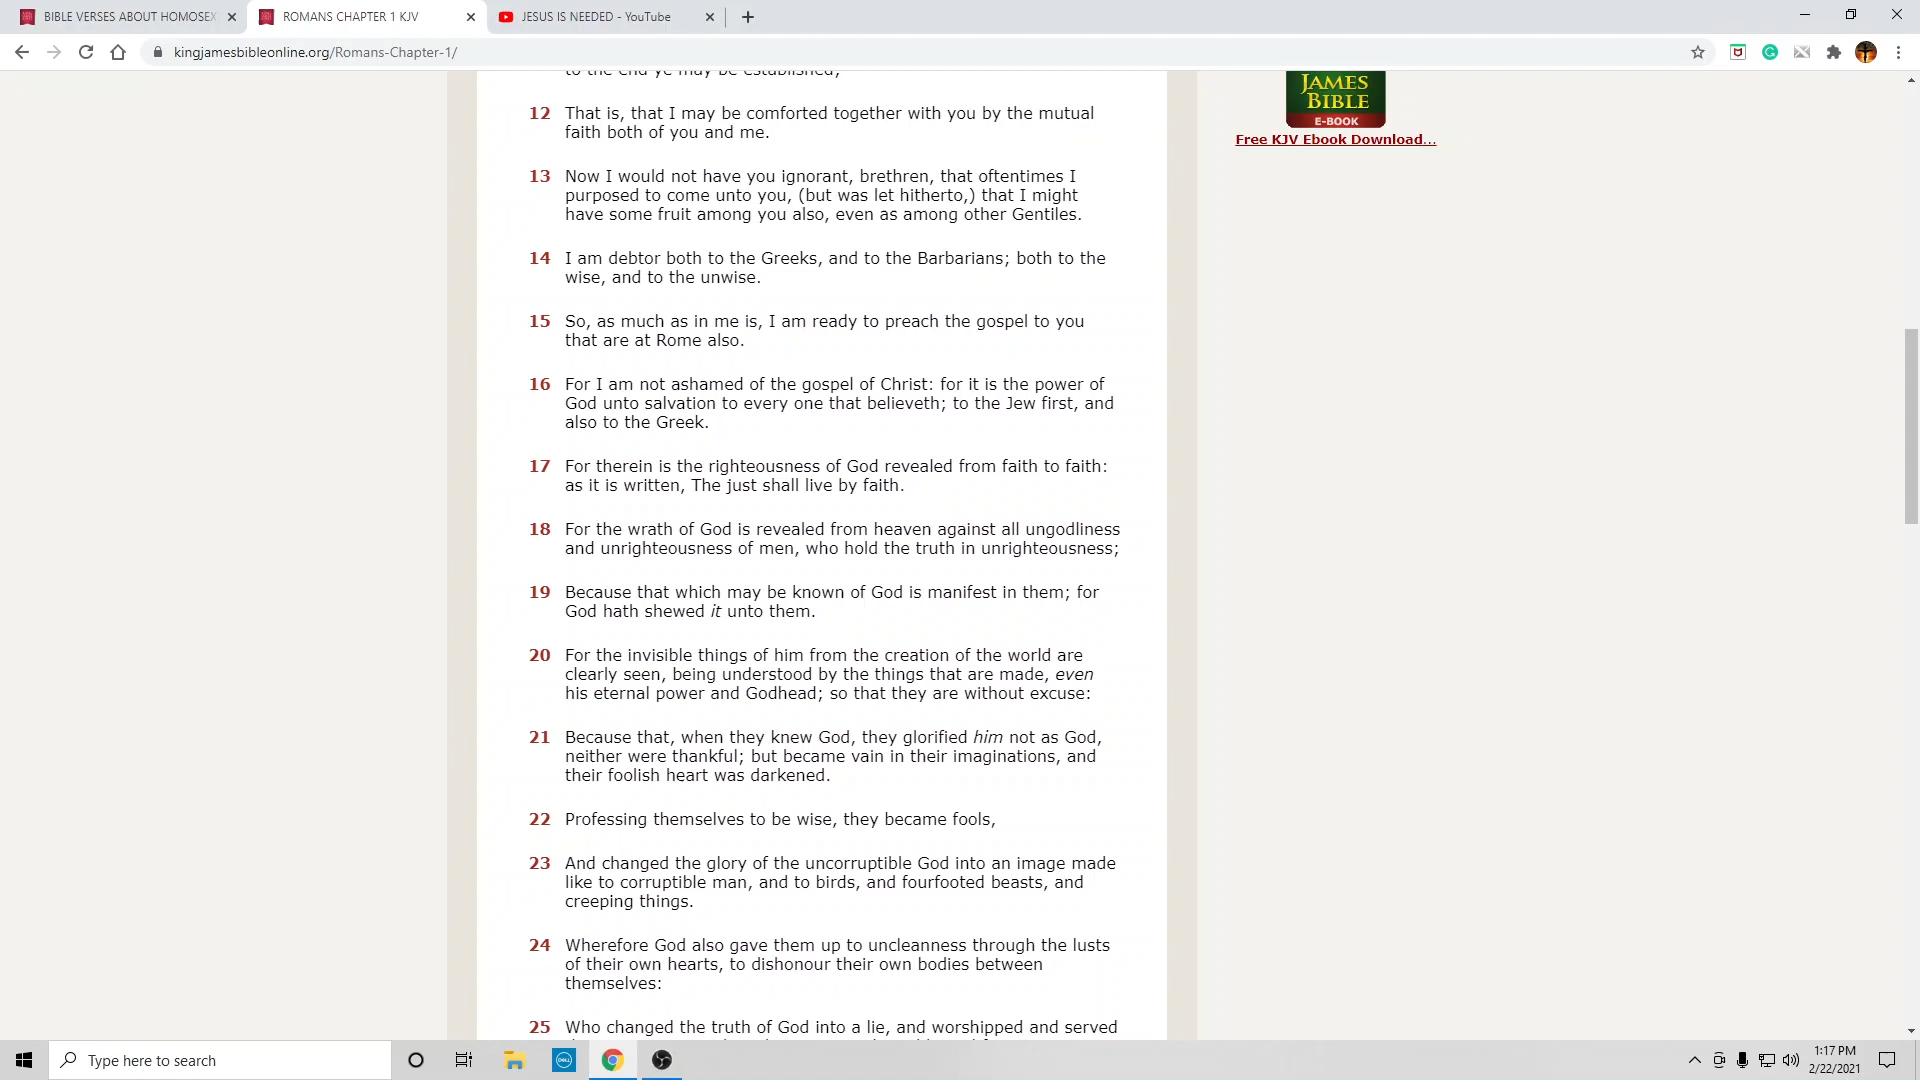 BIBLE VERSES ABOUT HOMOSEX
ROMANS CHAPTER 1 KJV
JESUS IS NEEDED - YouTube
kingjamesbibleonline.org/Romans-Chapter-1/
to the end ye may be established;
12 That is, that I may be comforted together with you by the mutual
faith both of you and me.
13 Now I would not have you ignorant, brethren, that oftentimes I
purposed to come unto you, (but was let hitherto,) that I might
have some fruit among you also, even as among other Gentiles.
14 I am debtor both to the Greeks, and to the Barbarians; both to the
wise, and to the unwise.
15 So, as much as in me is, I am ready to preach the gospel to you
that are at Rome also.
16 For I am not ashamed of the gospel of Christ: for it is the power of
God unto salvation to every one that believeth; to the Jew first, and
also to the Greek.
17 For therein is the righteousness of God revealed from faith to faith:
as it is written, The just shall live by faith.
18 For the wrath of God is revealed from heaven against all ungodliness
and unrighteousness of men, who hold the truth in unrighteousness;
19 Because that which may be known of God is manifest in them; for
God hath shewed it unto them.
20 For the invisible things of him from the creation of the world are
clearly seen, being understood by the things that are made, even
his eternal power and Godhead; so that they are without excuse:
21 Because that, when they knew God, they glorified him not as God,
neither were thankful; but became vain in their imaginations, and
their foolish heart was darkened.
22 Professing themselves to be wise, they became fools,
23 And changed the glory of the uncorruptible God into an image made
like to corruptible man, and to birds, and fourfooted beasts, and
creeping things.
24 Wherefore God also gave them up to uncleanness through the lusts
of their own hearts, to dishonour their own bodies between
themselves:
25 Who changed the truth of God into a lie, and worshipped and served
JAMES
BIBLE
E-BOOK
Free KJV Ebook Download...
Type here to search
DELL
1:17 PM
2/22/2021